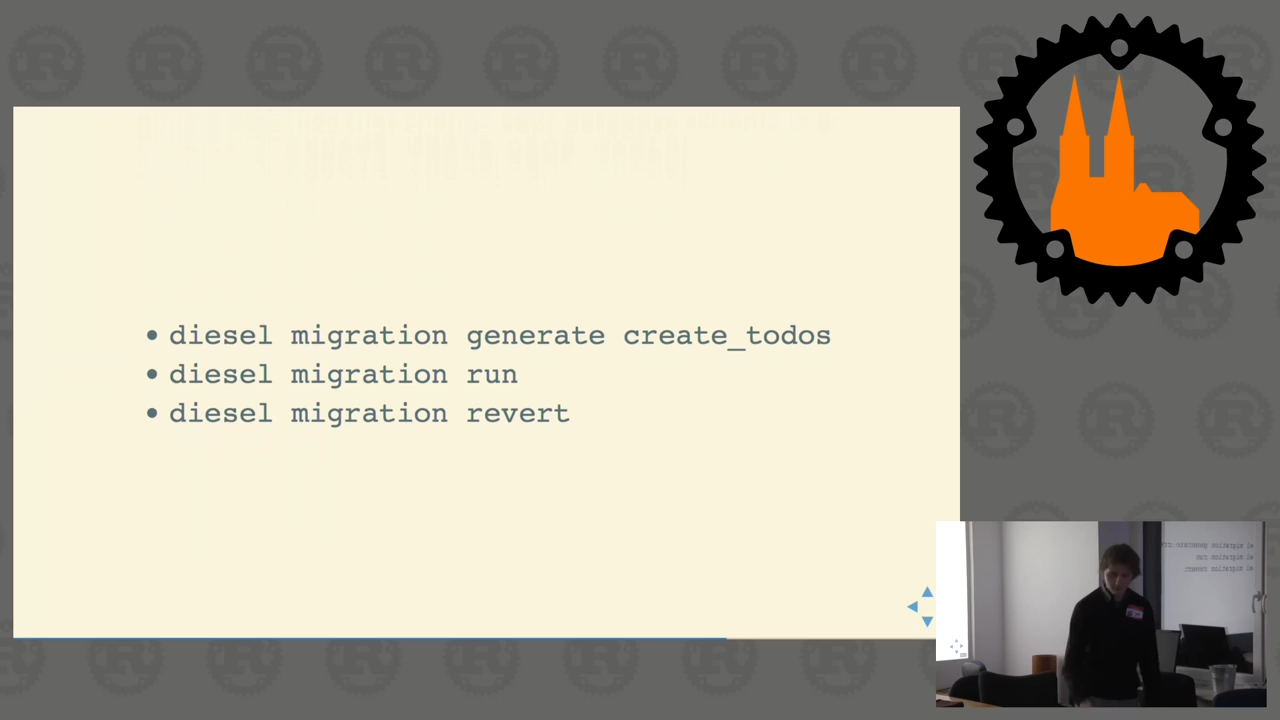 • diesel migration generate create_todos
• diesel migration run
• diesel migration revert